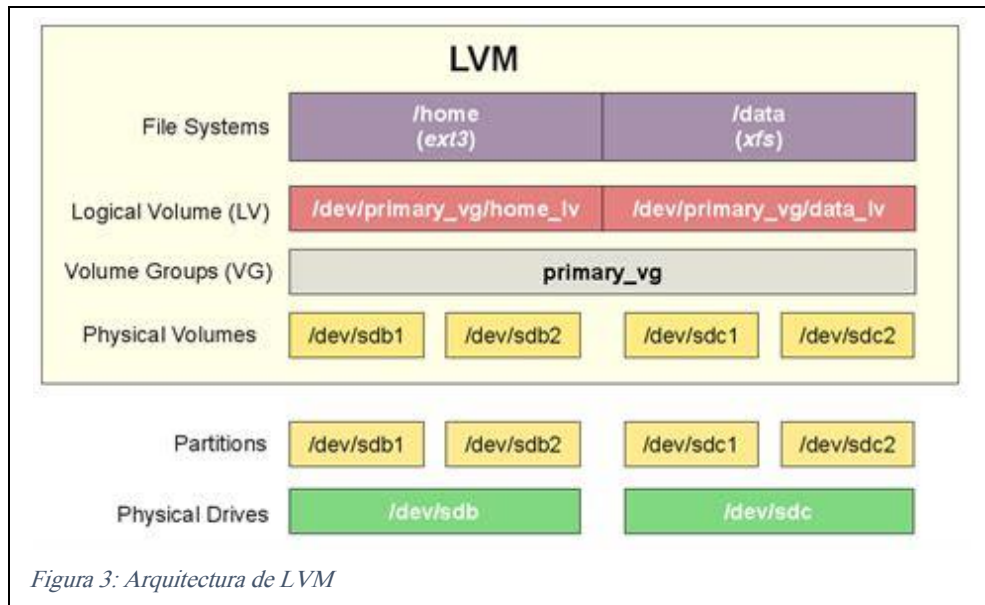 LVM
File Systems
/home
(ext3)
/data
(xfs)
Logical Volume (LV)
/dev/primary_vg/home_lv
/dev/primary_vg/data_lv
Volume Groups (VG)
primary_vg
Physical Volumes
/dev/sdb1
/dev/sdb2
/dev/sdc1
/dev/sdc2
Partitions
/dev/sdb1
/dev/sdb2
/dev/sdc1
/dev/sdc2
Physical Drives
/dev/sdb
/dev/sdc
Figura 3: Arquitectura de LVM